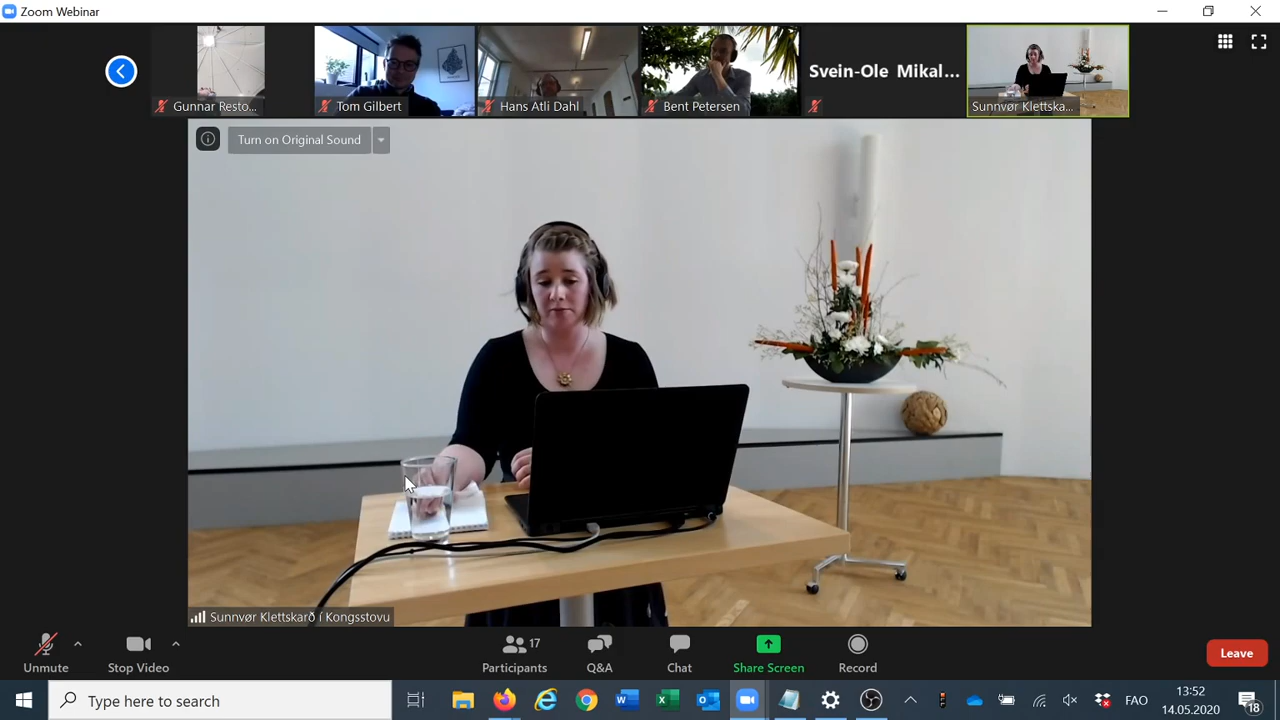 Zoom Webinar
Gunnar Resto...
Tom Gilbert
Hans Atli Dahl
Bent Petersen
Svein-Ole Mikal...
Sunnvør Klettska...
Turn on Original Sound
Sunnvør Klettskarð í Kongsstovu
Unmute
Stop Video
Participants
17
Q&A
Chat
Share Screen
Record
Leave
Type here to search
FAO
13:52
14.05.2020
18